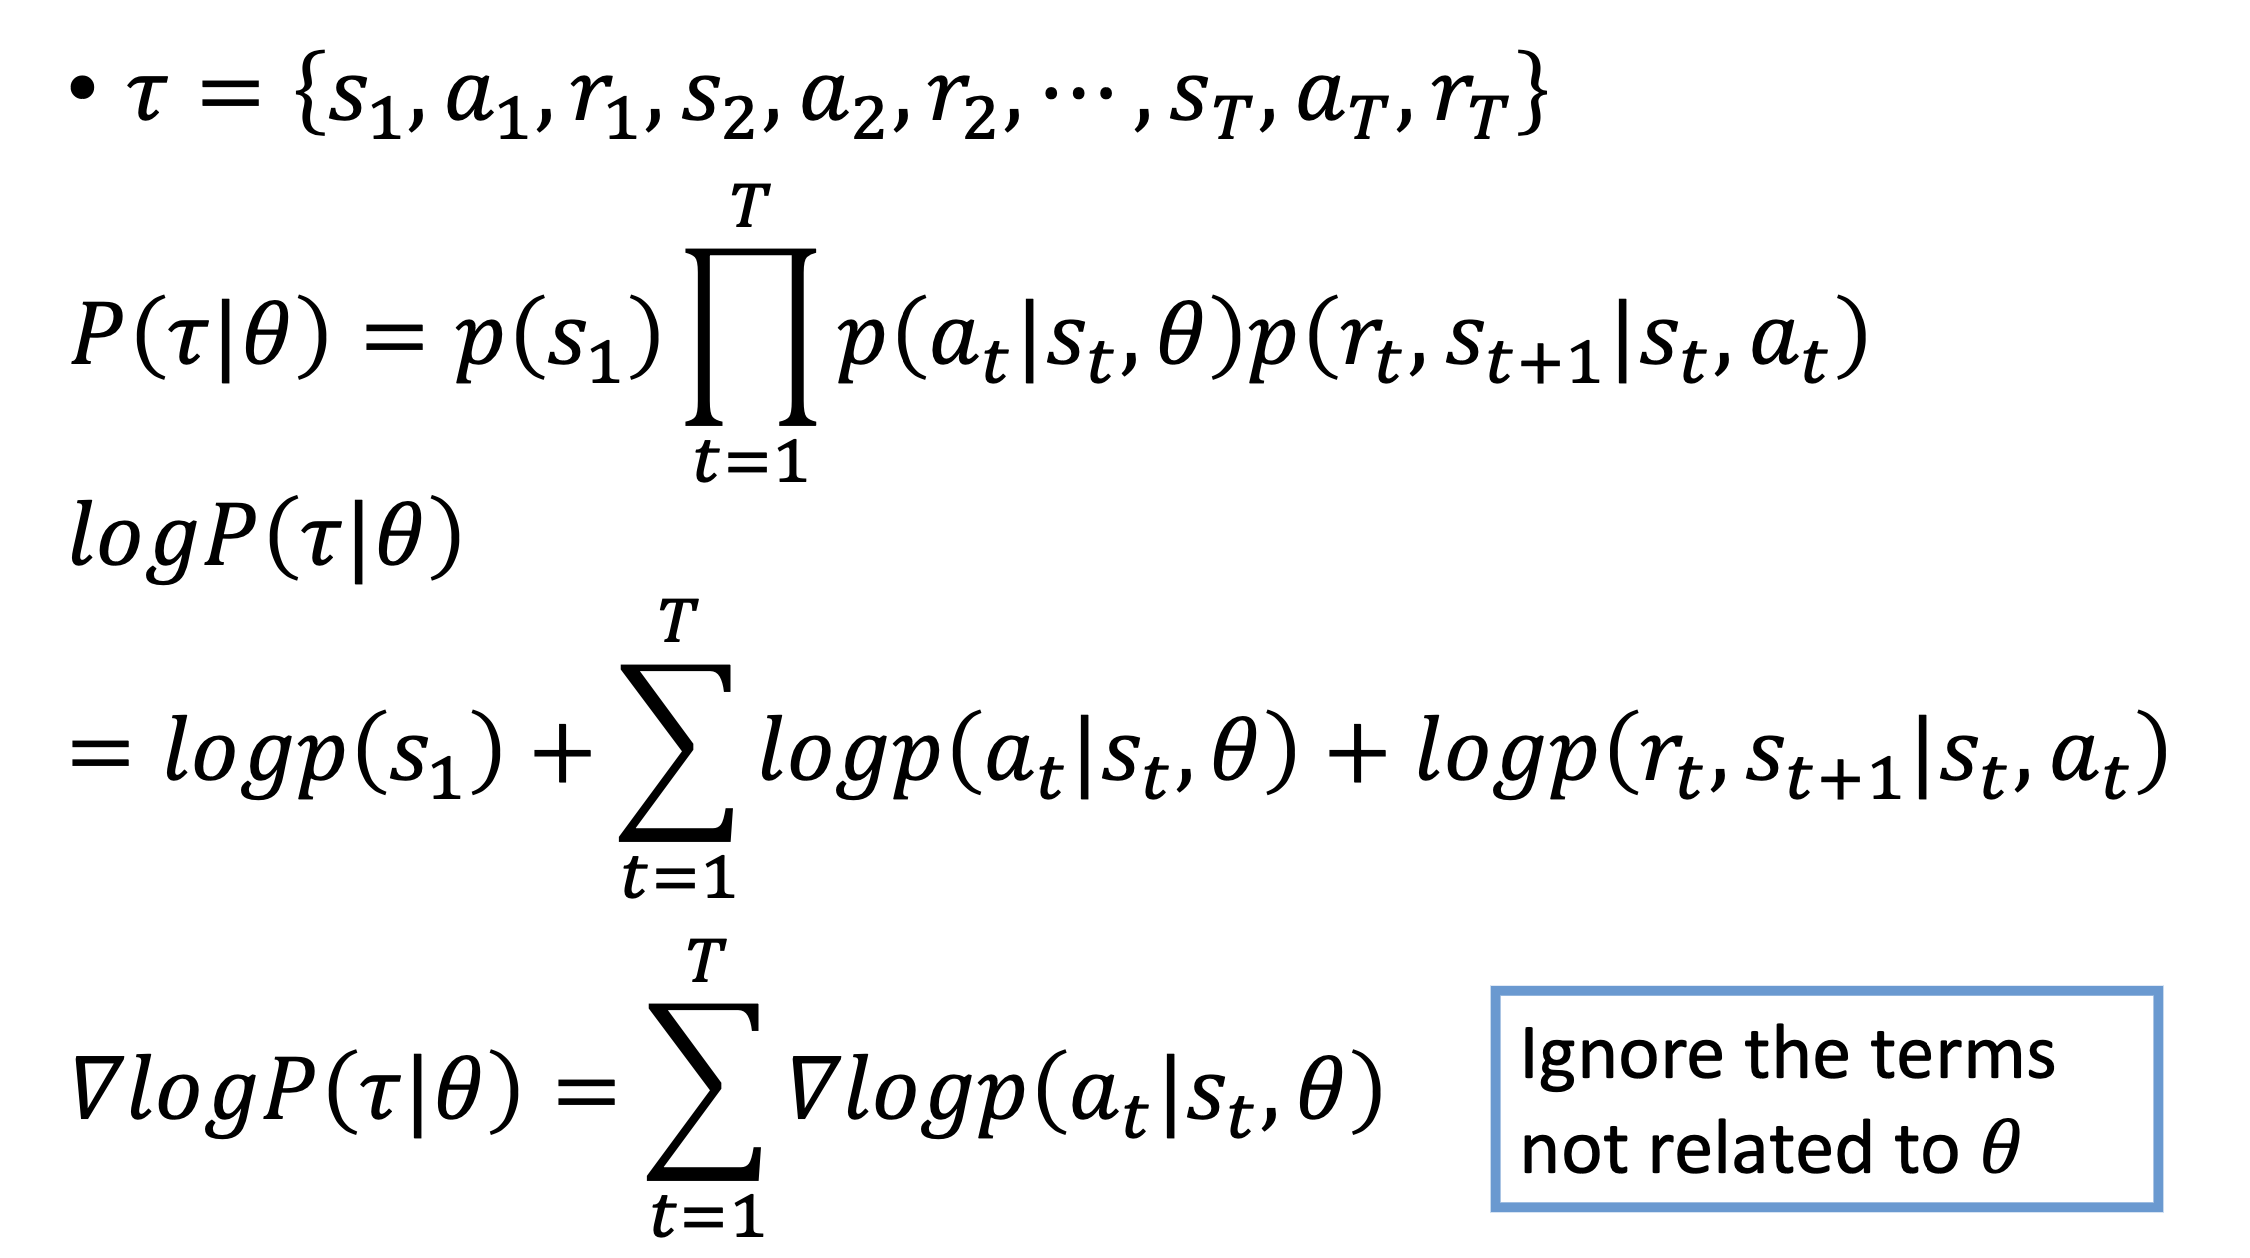 • τ = {s₁, a₁, r₁, s₂, a₂, r₂, ⋯ , s_T, a_T, r_T}
P(τ|θ) = p(s₁) ∏_{t=1}^{T} p(a_t|s_t, θ)p(r_t, s_{t+1}|s_t, a_t)
logP(τ|θ)
= logp(s₁) + ∑_{t=1}^{T} logp(a_t|s_t, θ) + logp(r_t, s_{t+1}|s_t, a_t)
∇logP(τ|θ) = ∑_{t=1}^{T} ∇logp(a_t|s_t, θ)
Ignore the terms
not related to θ